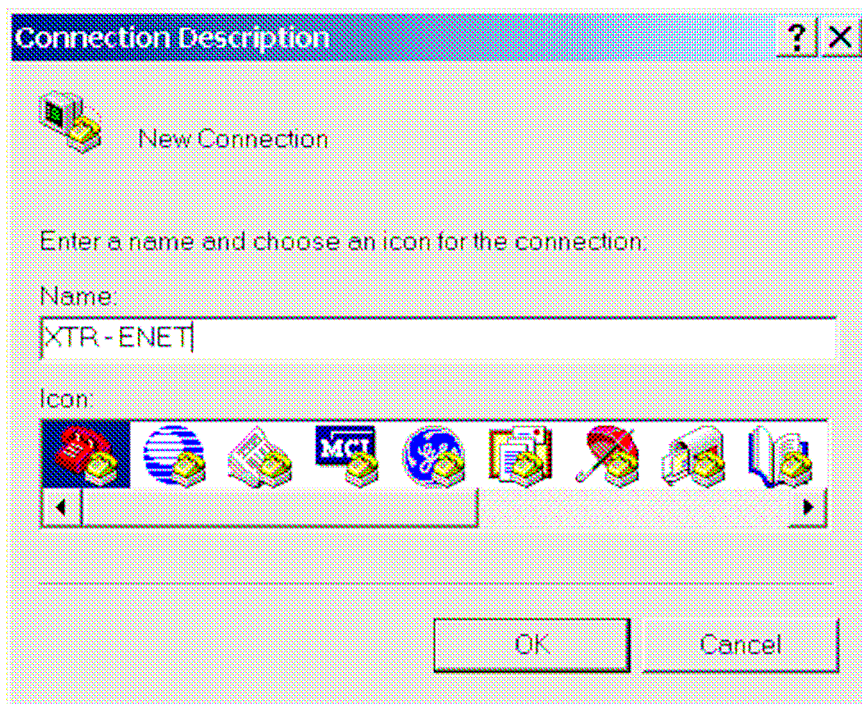 Connection Description
New Connection
Enter a name and choose an icon for the connection:
Name:
XTR - ENET
Icon:
MCI
OK
Cancel